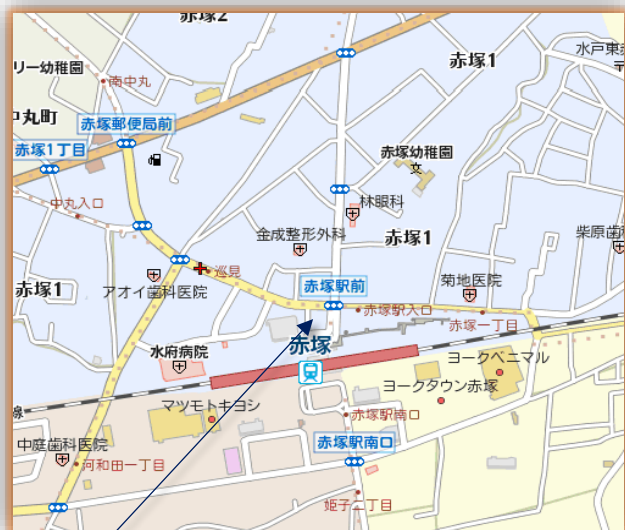 赤塚2
赤塚1
水戸東赤
リー幼稚園
南中丸
中丸町
赤塚郵便局前
赤塚1丁目
赤塚幼稚園
中丸入口
林眼科
金成整形外科
赤塚1
柴原歯科
巡見
赤塚1
アオイ歯科医院
赤塚駅前
菊地医院
赤塚駅入口
赤塚一丁目
赤塚
水府病院
ヨークベニマル
ヨークタウン赤塚
線
マツモトキヨシ
赤塚駅南口
中庭歯科医院
赤塚駅南口
河和田一丁目
姫子二丁目